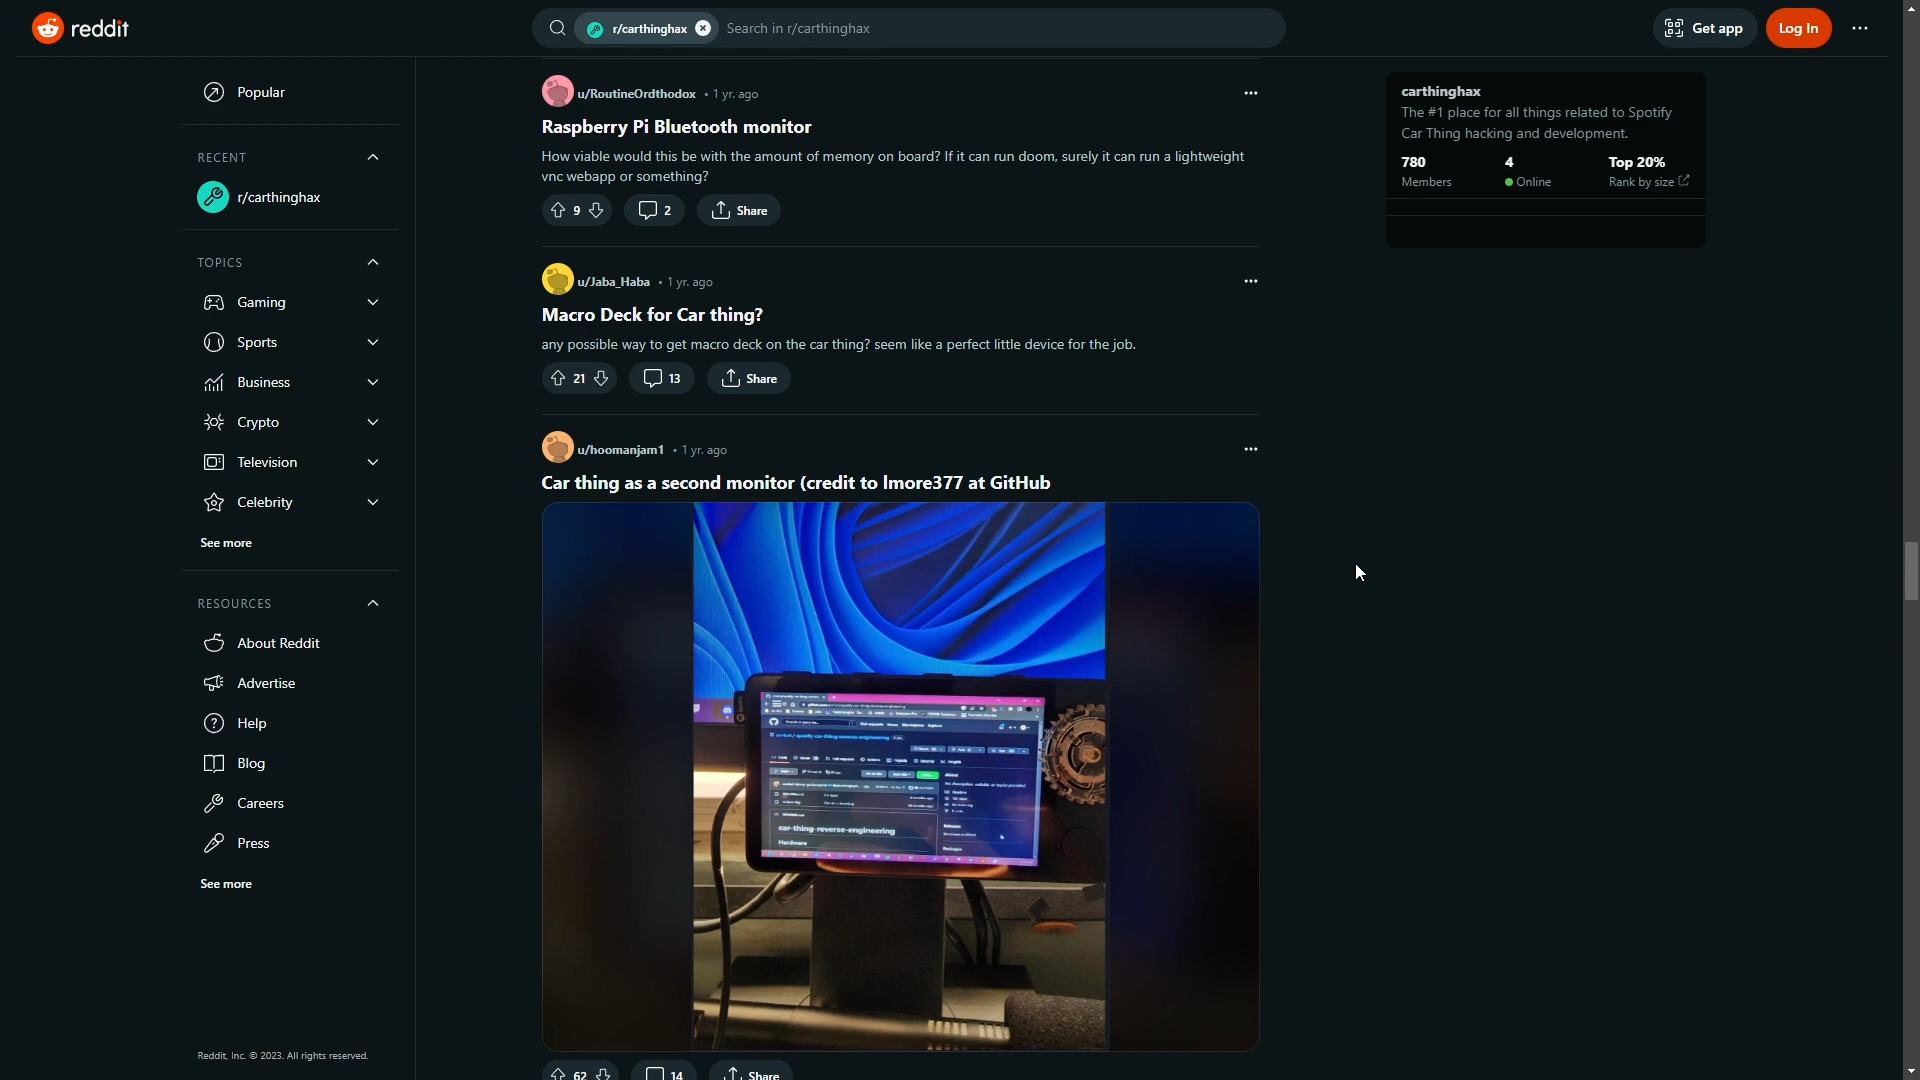 reddit
r/carthinghax
Search in r/carthinghax
Get app
Log In
Popular
RECENT
r/carthinghax
TOPICS
Gaming
Sports
Business
Crypto
Television
Celebrity
See more
RESOURCES
About Reddit
Advertise
Help
Blog
Careers
Press
See more
Reddit, Inc. © 2023. All rights reserved.
u/RoutineOrdthodox • 1 yr. ago
Raspberry Pi Bluetooth monitor
How viable would this be with the amount of memory on board? If it can run doom, surely it can run a lightweight
vnc webapp or something?
9
2
Share
u/Jaba_Haba • 1 yr. ago
Macro Deck for Car thing?
any possible way to get macro deck on the car thing? seem like a perfect little device for the job.
21
13
Share
u/hoomanjam1 • 1 yr. ago
Car thing as a second monitor (credit to lmore377 at GitHub
car-thing-reverse-engineering
Hardware
62
14
Share
carthinghax
The #1 place for all things related to Spotify
Car Thing hacking and development.
780 4 Top 20%
Members Online Rank by size